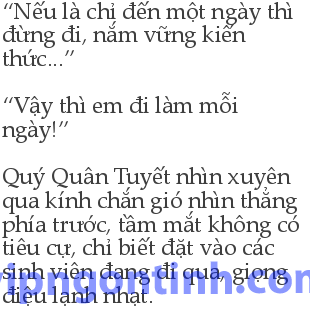 “Nếu là chỉ đến một ngày thì
đừng đi, nắm vững kiến
thức...”
“Vậy thì em đi làm mỗi
ngày!”
Quý Quân Tuyết nhìn xuyên
qua kính chắn gió nhìn thẳng
phía trước, tầm mắt không có
tiêu cự, chỉ biết đặt vào các
sinh viên đang đi qua, giọng
điệu lạnh nhạt.